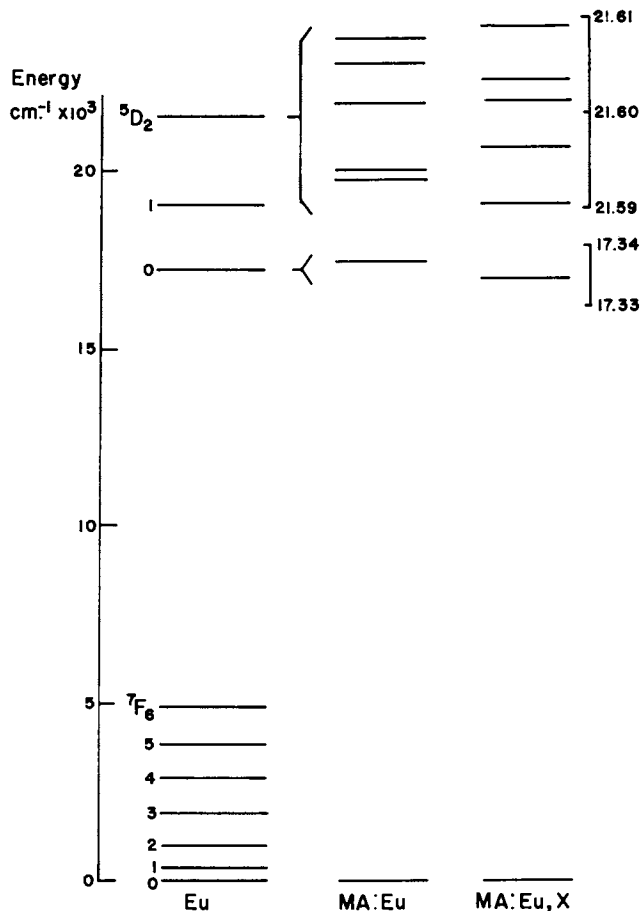 Energy
cm.⁻¹ x10³
20
15
10
5
0
⁵D₂
1
0
⁷F₆
5
4
3
2
1
0
21.61
21.60
21.59
17.34
17.33
Eu
MA:Eu
MA:Eu, X